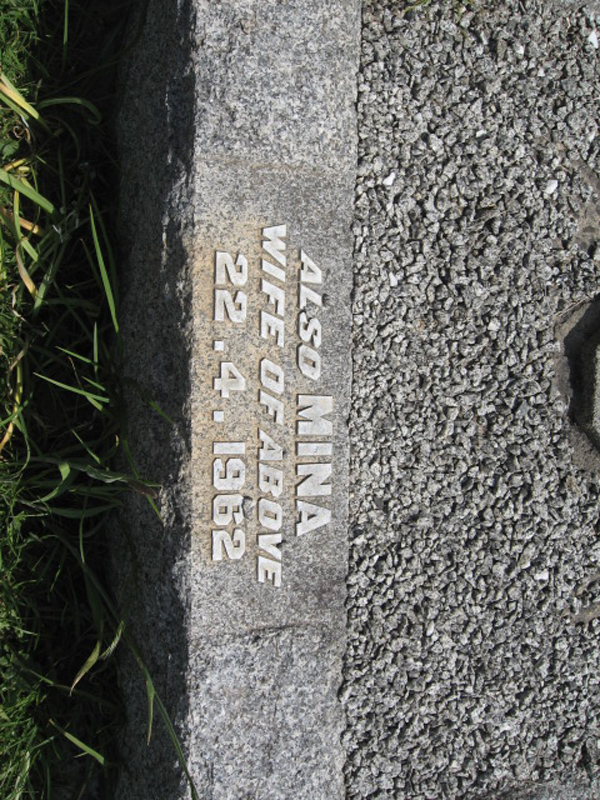 ALSO MINA
WIFE OF ABOVE
22.4.1962